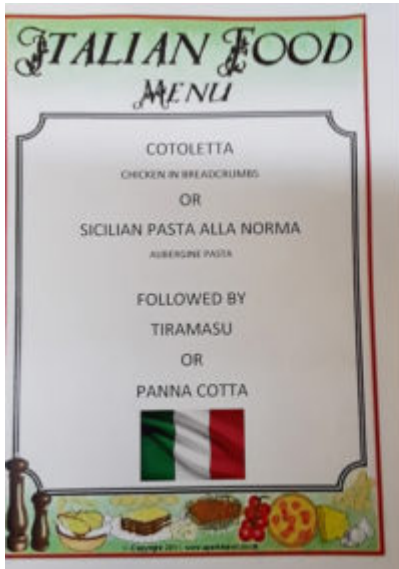 ITALIAN FOOD
MENU
COTOLETTA
CHICKEN IN BREADCRUMBS
OR
SICILIAN PASTA ALLA NORMA
AUBERGINE PASTA
FOLLOWED BY
TIRAMASU
OR
PANNA COTTA
© Copyright